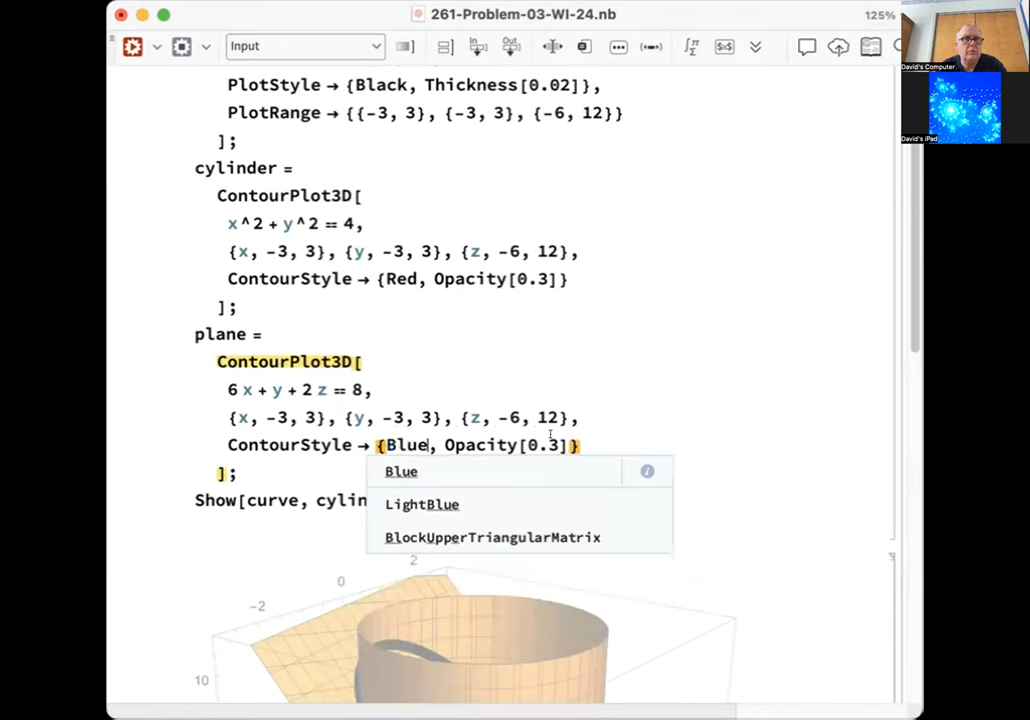 261-Problem-03-WI-24.nb
125%
Input
PlotStyle → {Black, Thickness[0.02]},
PlotRange → {{-3, 3}, {-3, 3}, {-6, 12}}
];
cylinder =
ContourPlot3D[
x^2 + y^2 == 4,
{x, -3, 3}, {y, -3, 3}, {z, -6, 12},
ContourStyle → {Red, Opacity[0.3]}
];
plane =
ContourPlot3D[
6 x + y + 2 z == 8,
{x, -3, 3}, {y, -3, 3}, {z, -6, 12},
ContourStyle → {Blue, Opacity[0.3]}
];
Blue
LightBlue
BlockUpperTriangularMatrix
Show[curve, cylin
2
0
-2
10
In
Out
$x$
David's Computer
David's iPad